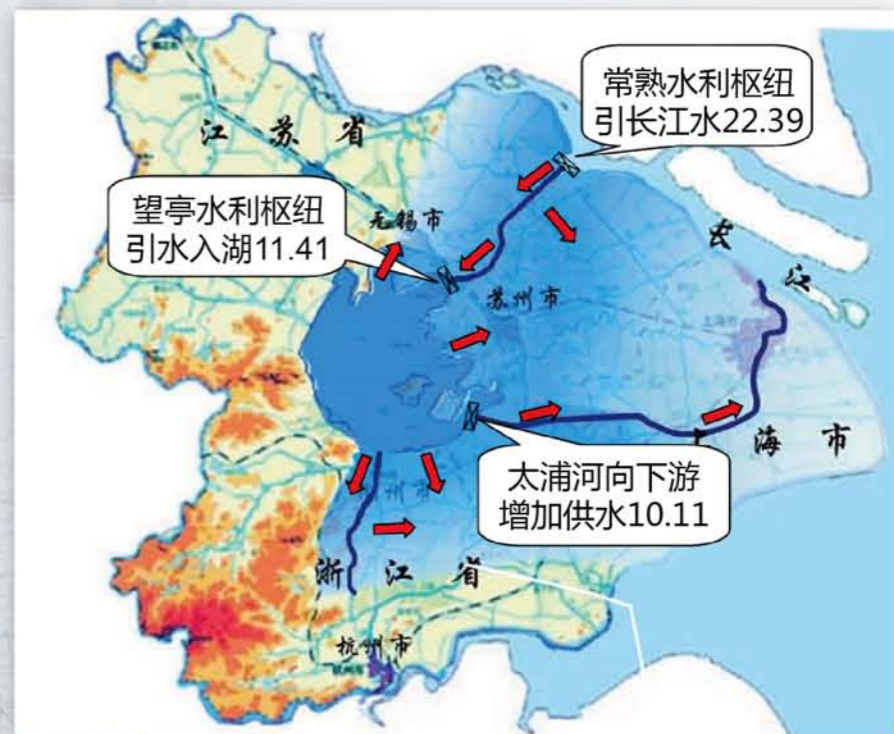 常熟水利枢纽
引长江水22.39
江苏省
望亭水利枢纽
引水入湖11.41
无锡市
长江
苏州市
海市
太浦河向下游
增加供水10.11
州市
浙江省
杭州市